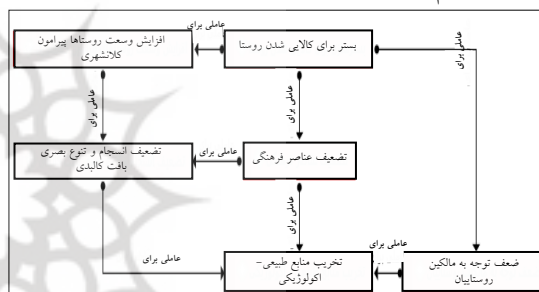 عاملی برای
بستر برای کالایی شدن روستا
عاملی برای
افزایش وسعت روستاها پیرامون
کلانشهری
عاملی برای
عاملی برای
عاملی برای
تضعیف عناصر فرهنگی
عاملی برای
تضعیف انسجام و تنوع بصری
بافت کالبدی
عاملی برای
عاملی برای
ضعف توجه به مالکین
روستاییان
عاملی برای
تخریب منابع طبیعی-
اکولوژیکی